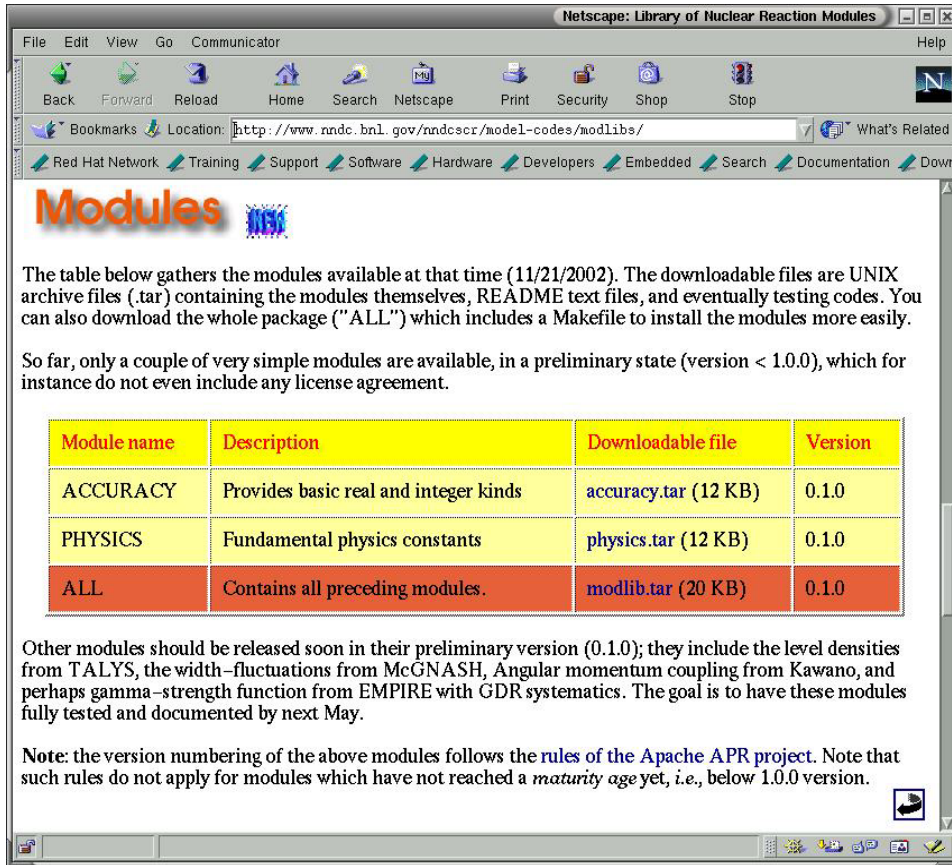 Netscape: Library of Nuclear Reaction Modules
File Edit View Go Communicator Help
Back Forward Reload Home Search Netscape Print Security Shop Stop
My
N
Bookmarks Location: http://www.nndc.bnl.gov/nndcscr/model-codes/modlibs/ What's Related
Red Hat Network Training Support Software Hardware Developers Embedded Search Documentation Down
Modules NEW
The table below gathers the modules available at that time (11/21/2002). The downloadable files are UNIX
archive files (.tar) containing the modules themselves, README text files, and eventually testing codes. You
can also download the whole package ("ALL") which includes a Makefile to install the modules more easily.
So far, only a couple of very simple modules are available, in a preliminary state (version < 1.0.0), which for
instance do not even include any license agreement.
Module name Description Downloadable file Version
ACCURACY Provides basic real and integer kinds accuracy.tar (12 KB) 0.1.0
PHYSICS Fundamental physics constants physics.tar (12 KB) 0.1.0
ALL Contains all preceding modules. modlib.tar (20 KB) 0.1.0
Other modules should be released soon in their preliminary version (0.1.0); they include the level densities
from TALYS, the width-fluctuations from McGNASH, Angular momentum coupling from Kawano, and
perhaps gamma-strength function from EMPIRE with GDR systematics. The goal is to have these modules
fully tested and documented by next May.
Note: the version numbering of the above modules follows the rules of the Apache APR project. Note that
such rules do not apply for modules which have not reached a maturity age yet, i.e., below 1.0.0 version.